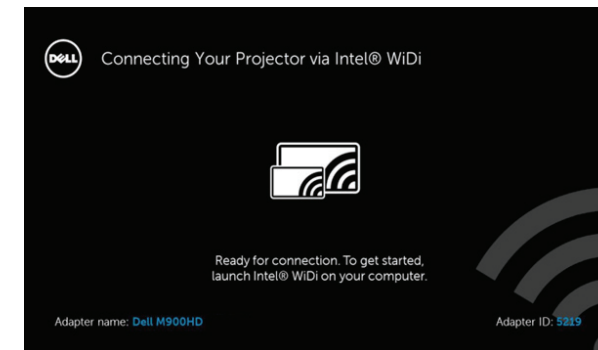 DELL
Connecting Your Projector via Intel® WiDi
Ready for connection. To get started,
launch Intel® WiDi on your computer.
Adapter name: Dell M900HD
Adapter ID: 5219